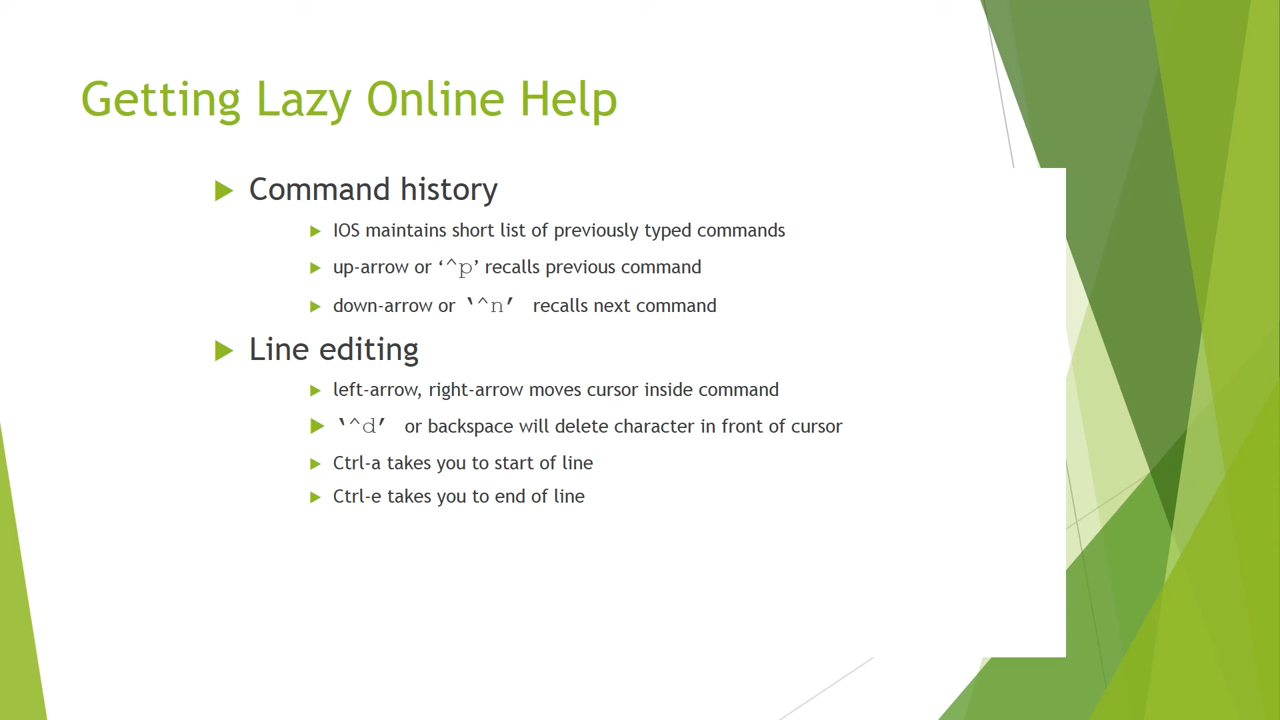 Getting Lazy Online Help
Command history
IOS maintains short list of previously typed commands
up-arrow or ‘^p’ recalls previous command
down-arrow or ‘^n’ recalls next command
Line editing
left-arrow, right-arrow moves cursor inside command
‘^d’ or backspace will delete character in front of cursor
Ctrl-a takes you to start of line
Ctrl-e takes you to end of line